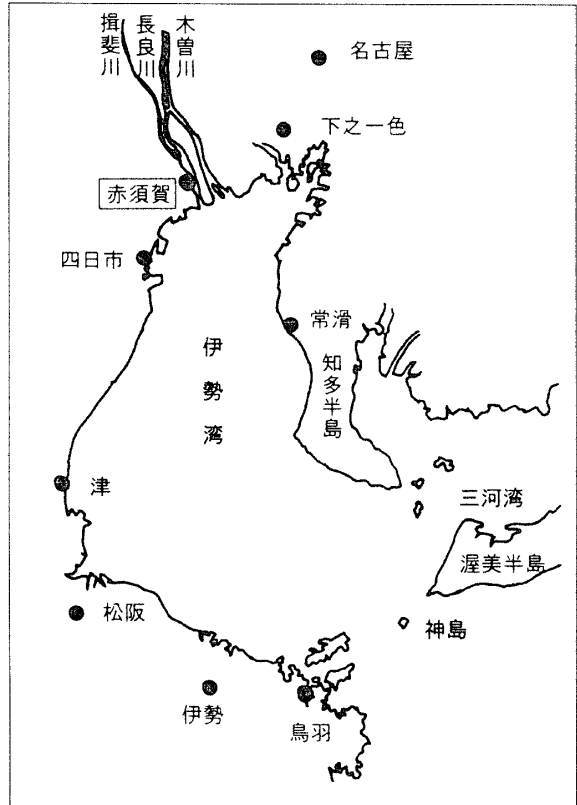 揖斐川
長良川
木曽川
名古屋
下之一色
赤須賀
四日市
常滑
伊勢湾
知多半島
津
三河湾
渥美半島
松阪
神島
伊勢
鳥羽